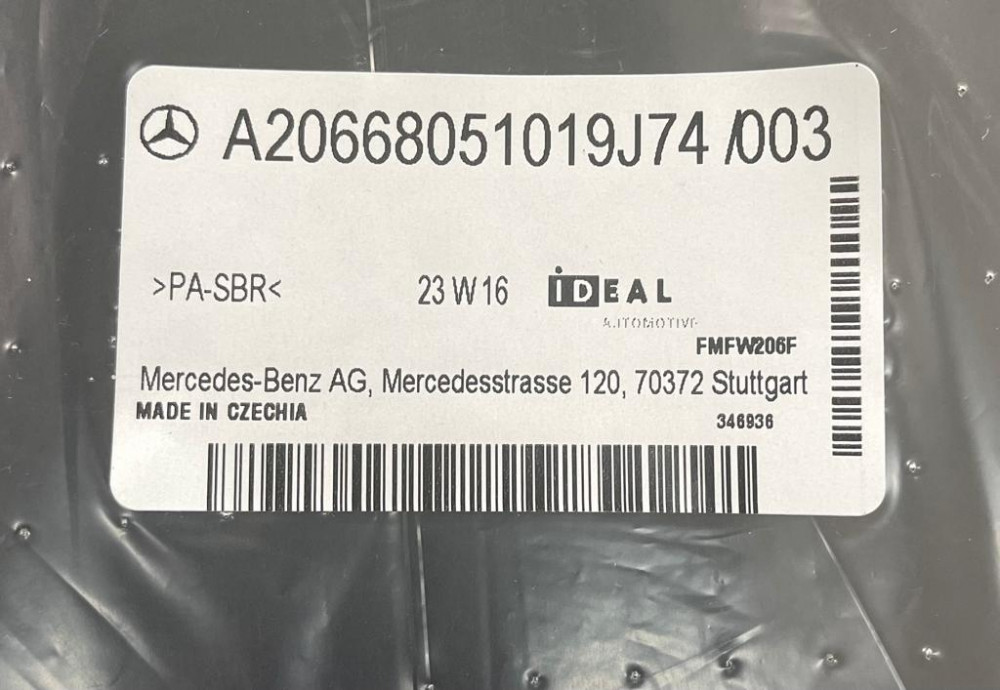 A20668051019J74 /003
>PA-SBR< 23 W 16 iDEAL
AUTOMOTIVE
FMFW206F
Mercedes-Benz AG, Mercedesstrasse 120, 70372 Stuttgart
MADE IN CZECHIA 346936